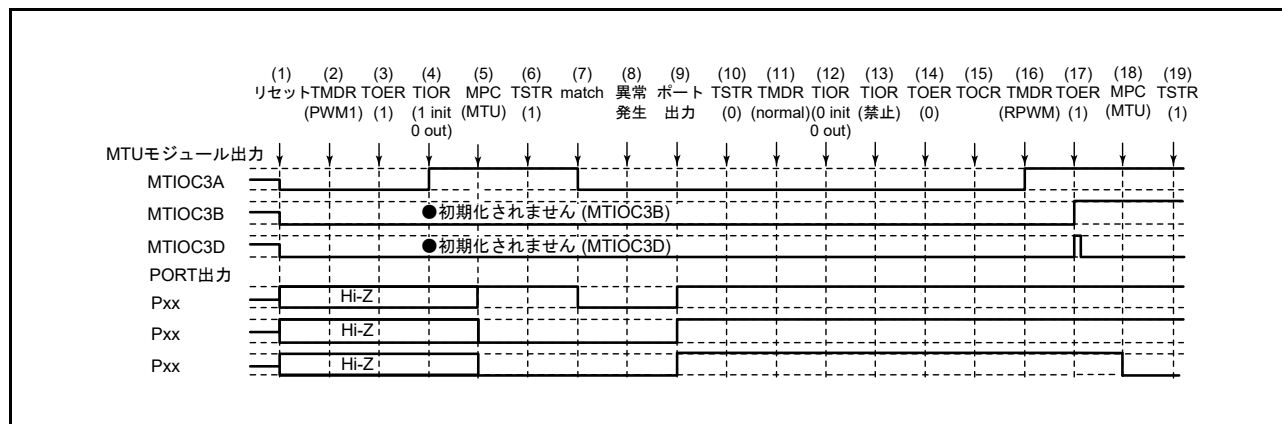 (1) (2) (3) (4) (5) (6) (7) (8) (9) (10) (11) (12) (13) (14) (15) (16) (17) (18) (19)
リセット TMDR TOER TIOR MPC TSTR match 異常 ポート TSTR TMDR TIOR TIOR TOER TOCR TMDR TOER MPC TSTR
(PWM1) (1) (1 init (MTU) (1) 発生 出力 (0) (normal) (0 init (禁止) (0) (RPWM) (1) (MTU) (1)
0 out) 0 out)
MTUモジュール出力
MTIOC3A
MTIOC3B ●初期化されません (MTIOC3B)
MTIOC3D ●初期化されません (MTIOC3D)
PORT出力
Pxx Hi-Z
Pxx Hi-Z
Pxx Hi-Z